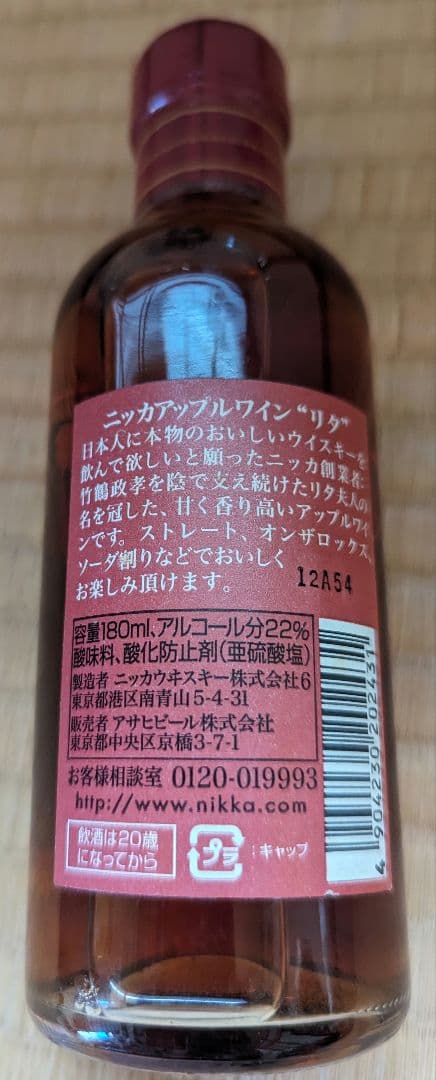 ニッカアップルワイン“リタ”
日本人に本物のおいしいウイスキーを
飲んで欲しいと願ったニッカ創業者
竹鶴政孝を陰で支え続けたリタ夫人の
名を冠した、甘く香り高いアップルワイ
ンです。ストレート、オンザロックス、
ソーダ割りなどでおいしく
お楽しみ頂けます。
12A54
容量180ml、アルコール分22%
酸味料、酸化防止剤(亜硫酸塩)
製造者 ニッカウヰスキー株式会社6
東京都港区南青山5-4-31
販売者 アサヒビール株式会社
東京都中央区京橋3-7-1
お客様相談室 0120-019993
http://www.nikka.com
飲酒は20歳
になってから
プラ
:キャップ
4904230202431